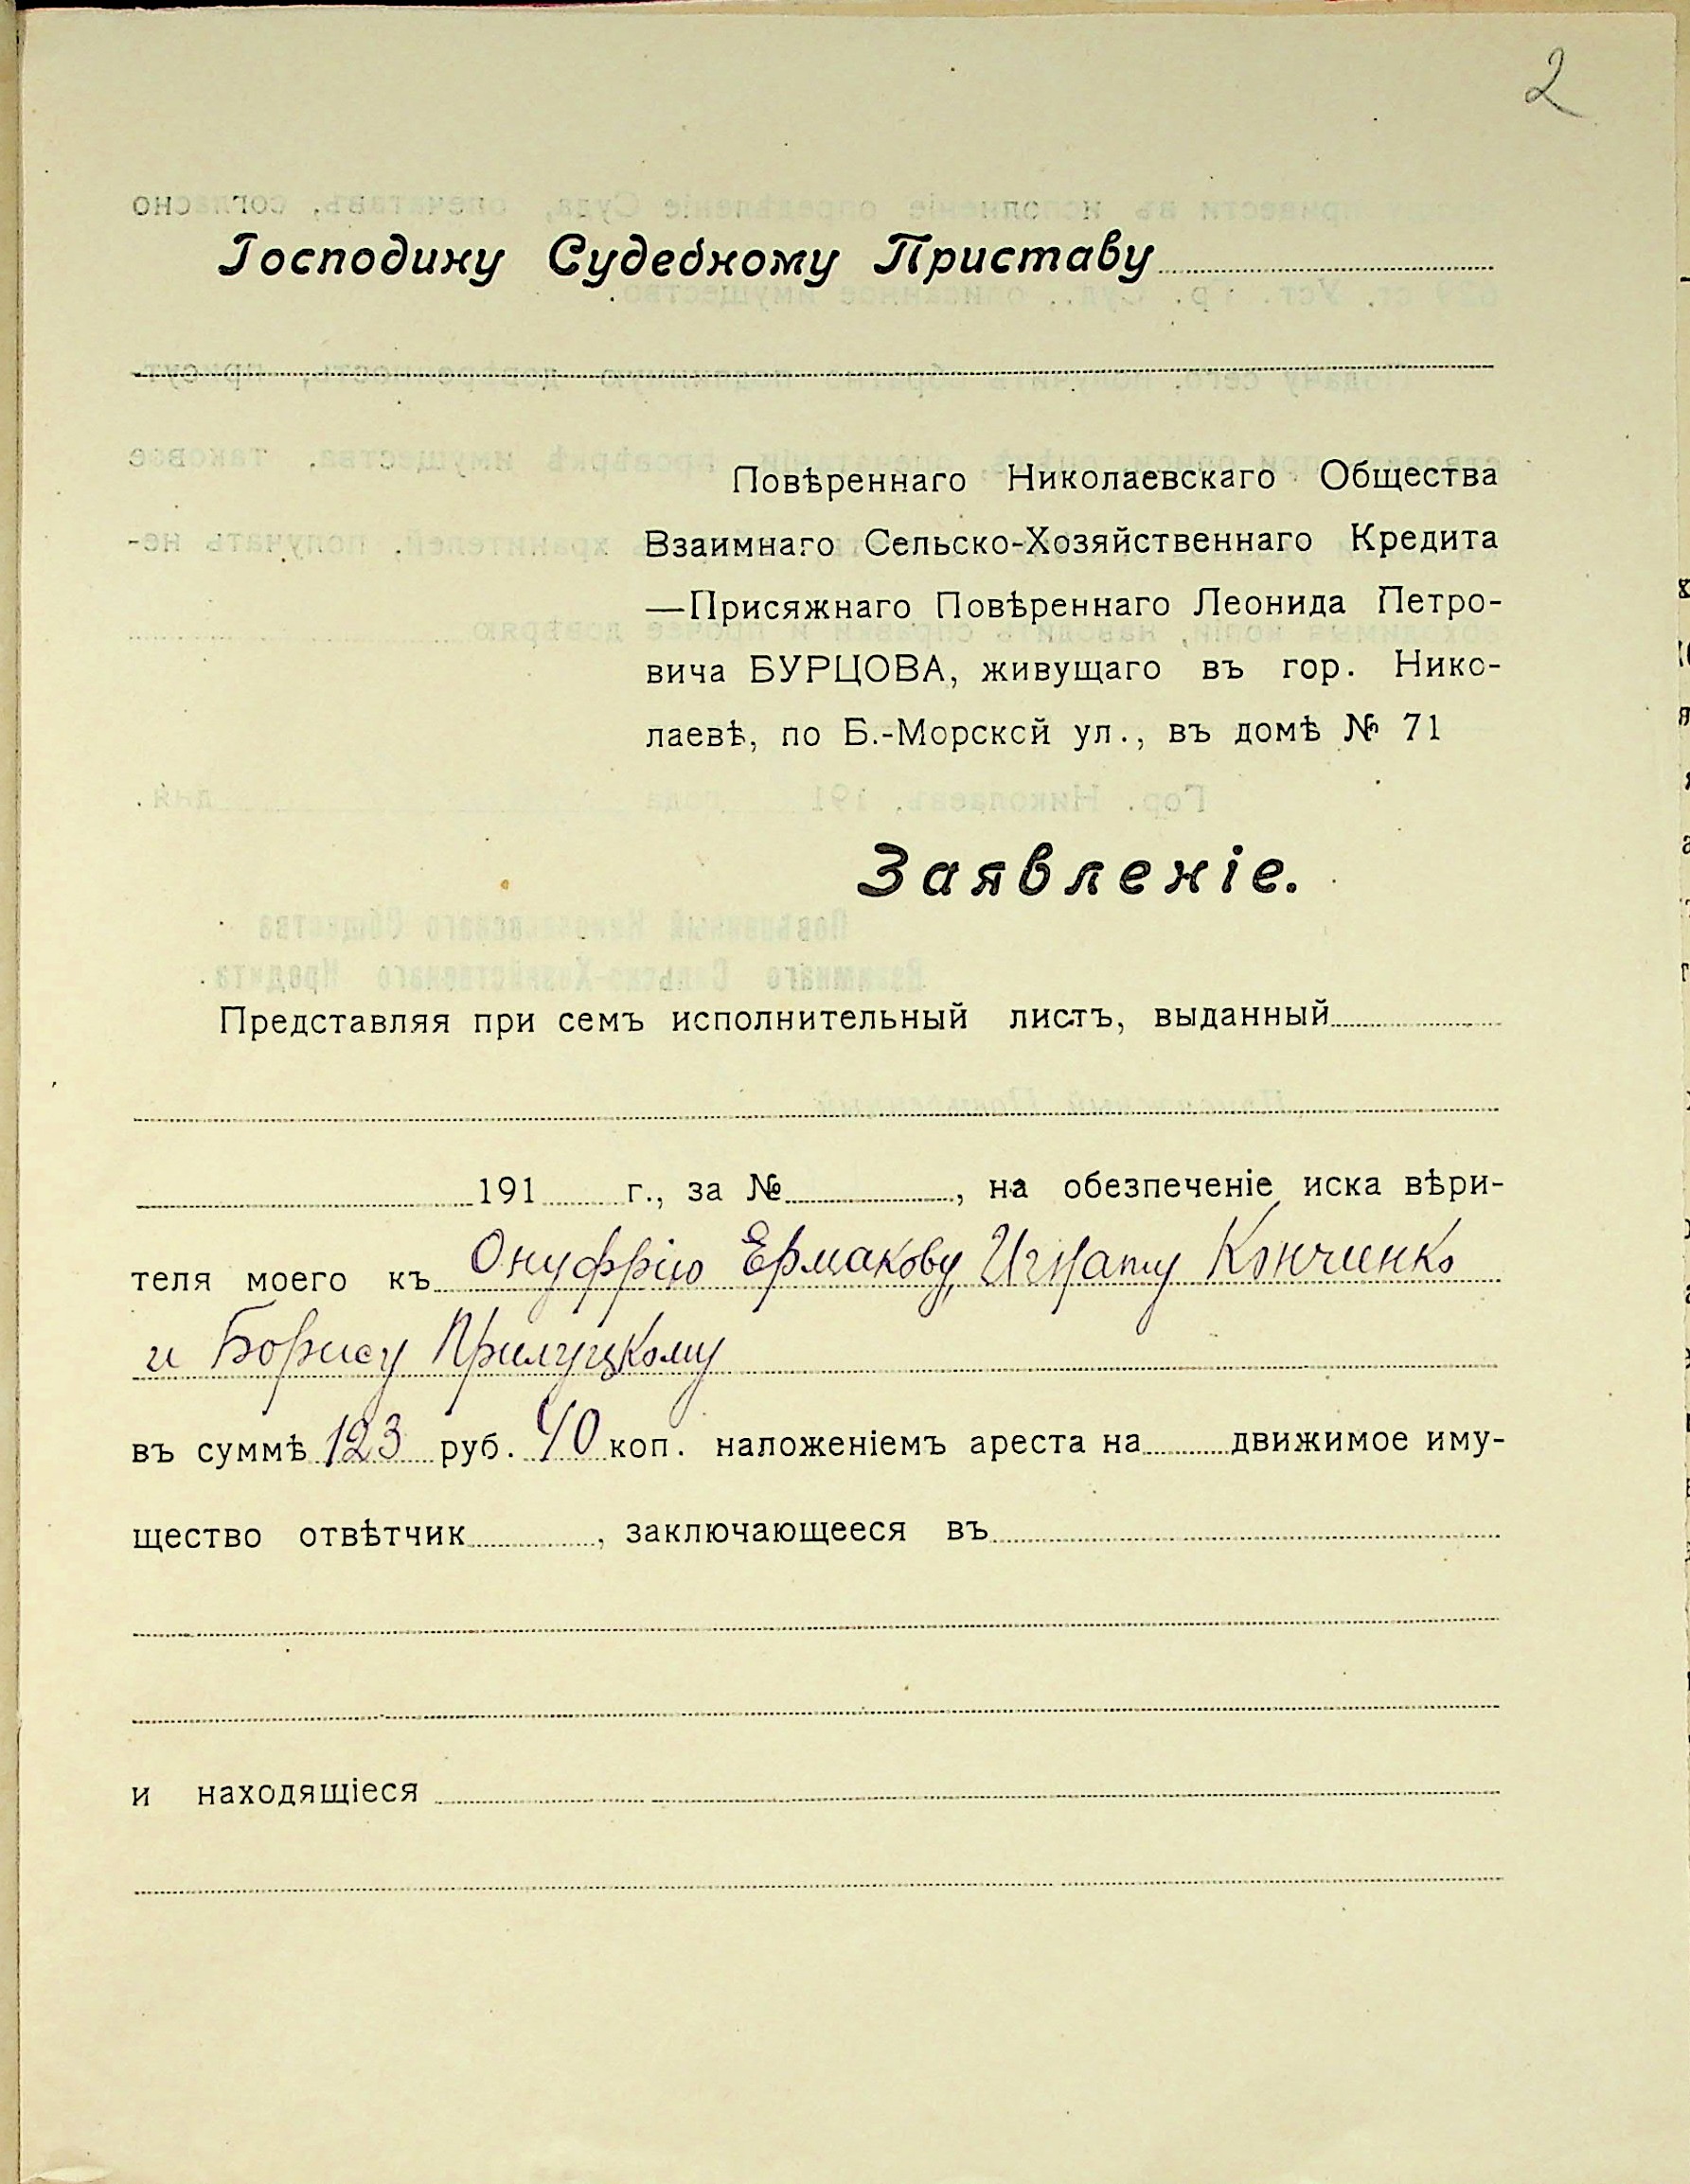 2
Господину Судебному Приставу
Повѣреннаго Николаевскаго Общества
Взаимнаго Сельско-Хозяйственнаго Кредита
—Присяжнаго Повѣреннаго Леонида Петро-
вича БУРЦОВА, живущаго въ гор. Нико-
лаевѣ, по Б.-Морской ул., въ домѣ № 71
Заявленіе.
Представляя при семъ исполнительный листъ, выданный
191 г., за №, на обезпеченіе иска вѣри-
теля моего къ Онуфрію Ермакову, Игнату Кончинко
и Борису Прилуцкому
въ суммѣ 123 руб. 40 коп. наложеніемъ ареста на движимое иму-
щество отвѣтчик, заключающееся въ
и находящіеся